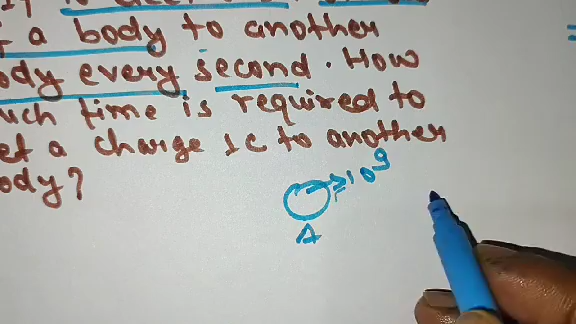 a body to another
ody every second. How
uch time is required to
et a charge 1C to another
ody?
10⁹
A